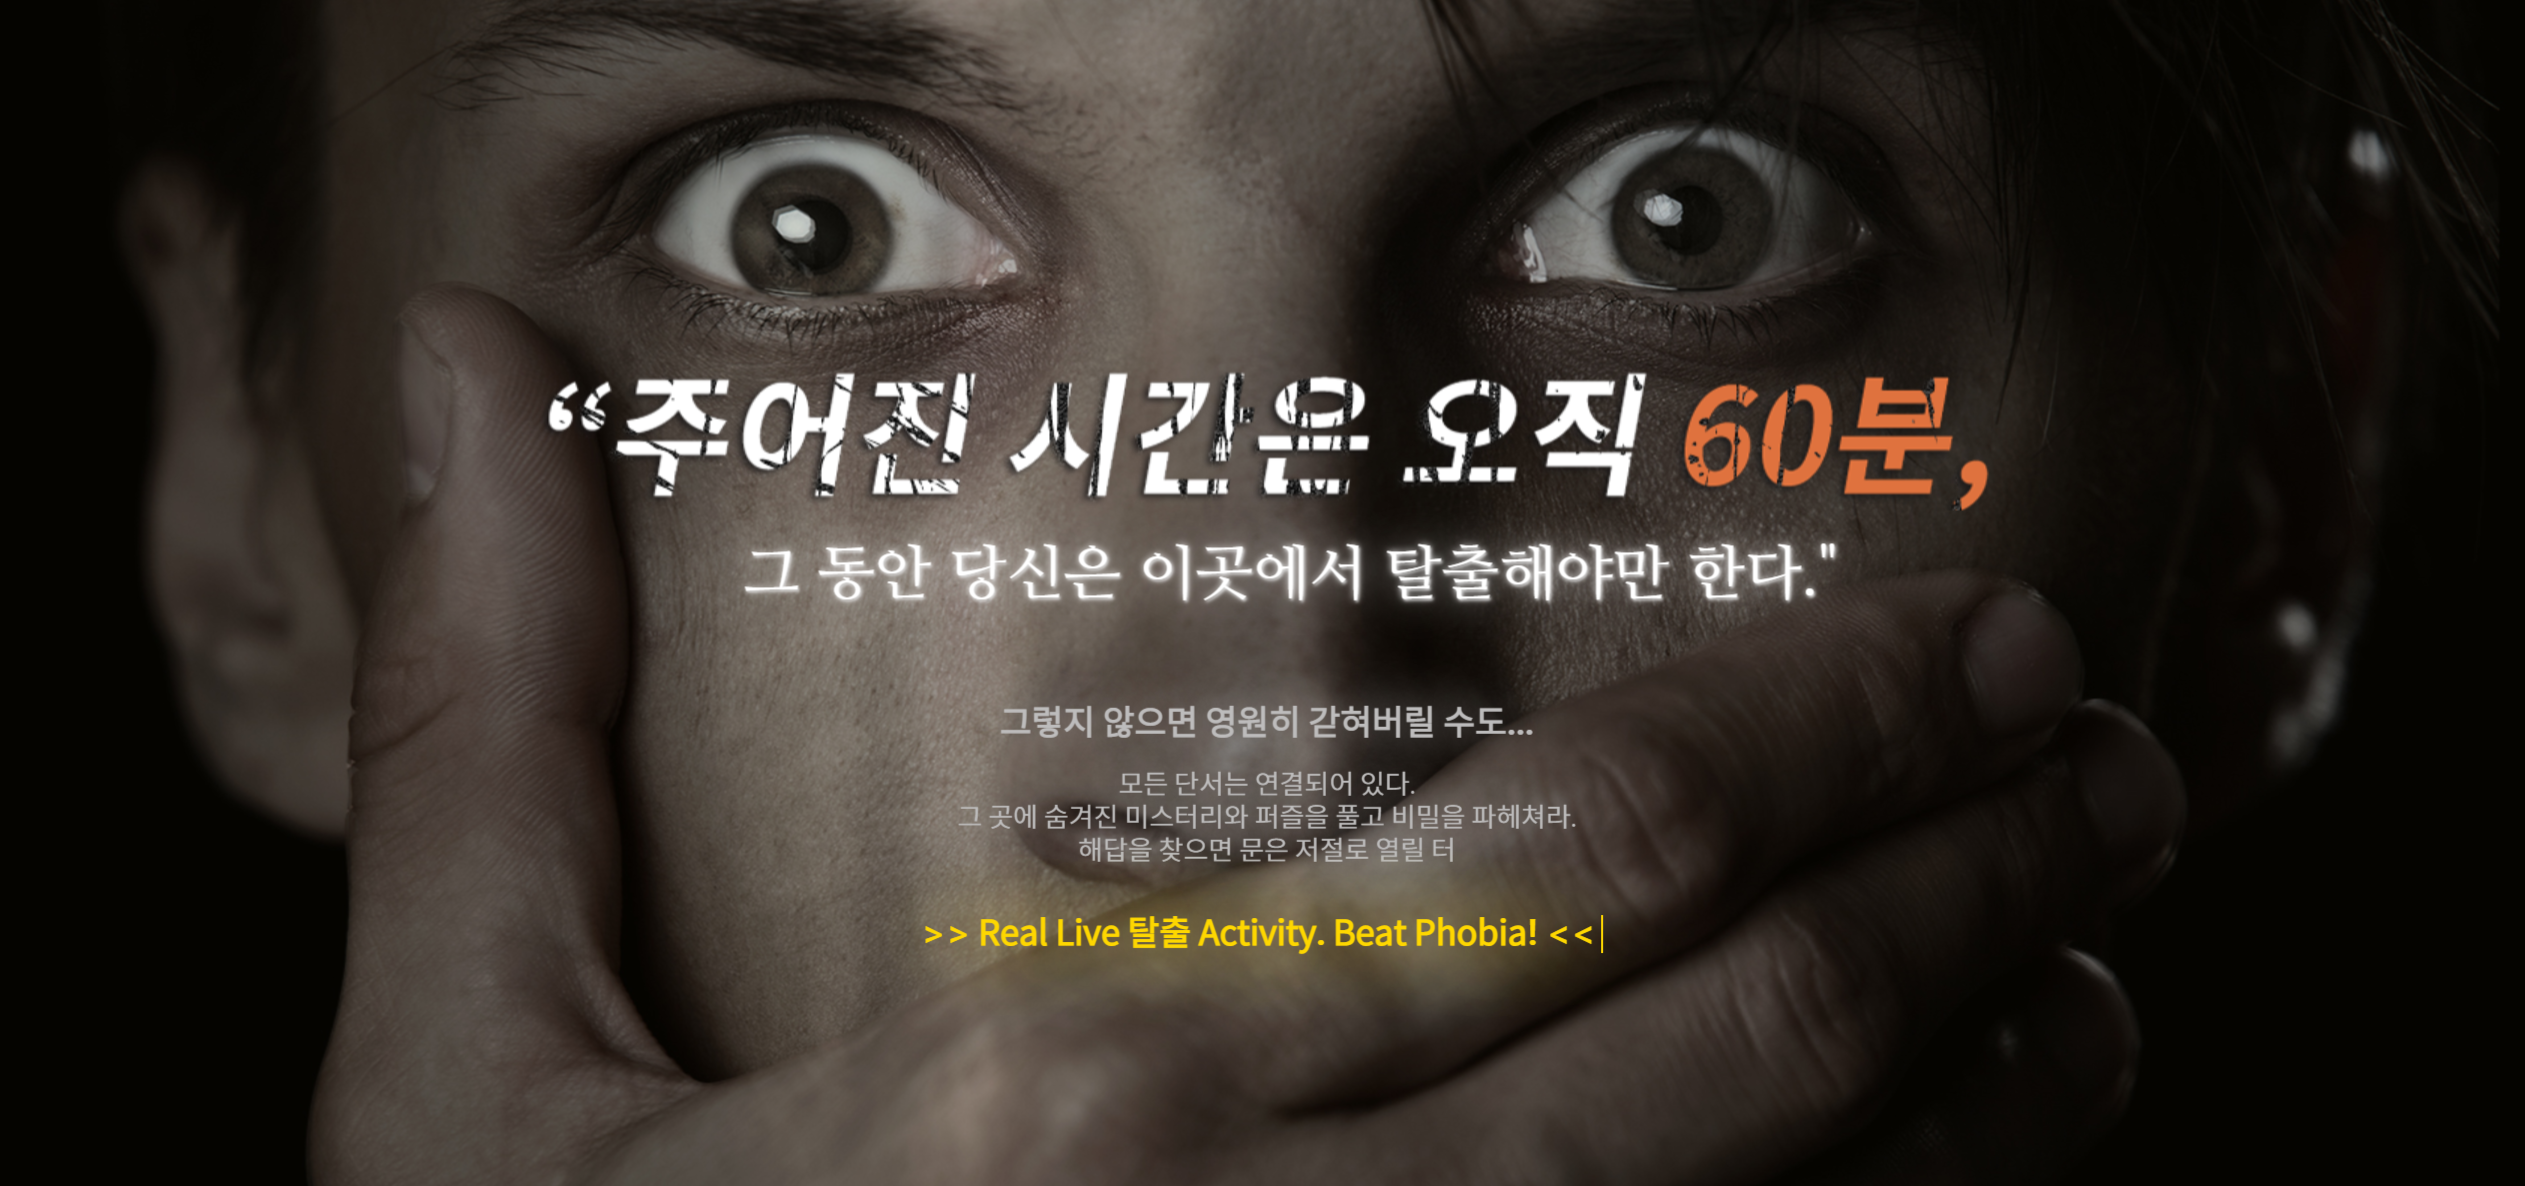 “주어진 시간은 오직 60분,
그 동안 당신은 이곳에서 탈출해야만 한다."
그렇지 않으면 영원히 갇혀버릴 수도...
모든 단서는 연결되어 있다.
그 곳에 숨겨진 미스터리와 퍼즐을 풀고 비밀을 파헤쳐라.
해답을 찾으면 문은 저절로 열릴 터
>> Real Live 탈출 Activity. Beat Phobia! <<|